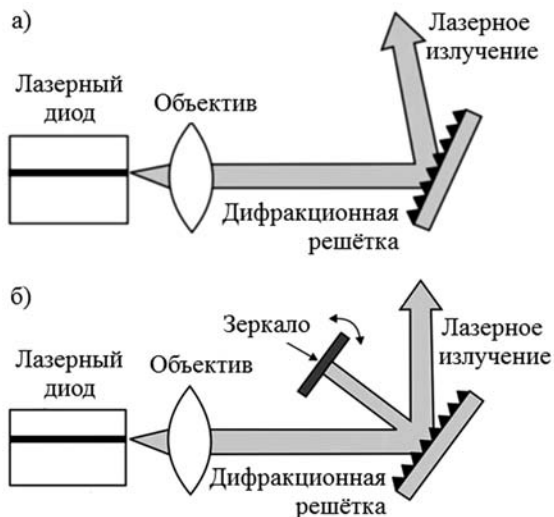 а)
Лазерное
излучение
Лазерный
диод
Объектив
Дифракционная
решётка
б)
Зеркало
Лазерное
излучение
Лазерный
диод
Объектив
Дифракционная
решётка